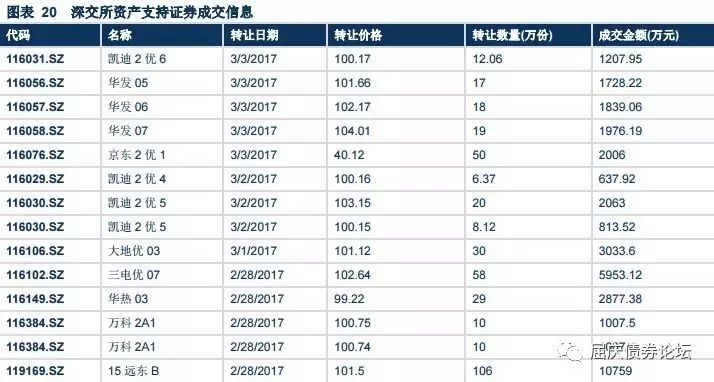 图表 20 深交所资产支持证券成交信息
代码 名称 转让日期 转让价格 转让数量(万份) 成交金额(万元)
116031.SZ 凯迪 2 优 6 3/3/2017 100.17 12.06 1207.95
116056.SZ 华发 05 3/3/2017 101.66 17 1728.22
116057.SZ 华发 06 3/3/2017 102.17 18 1839.06
116058.SZ 华发 07 3/3/2017 104.01 19 1976.19
116076.SZ 京东 2 优 1 3/3/2017 40.12 50 2006
116029.SZ 凯迪 2 优 4 3/2/2017 100.16 6.37 637.92
116030.SZ 凯迪 2 优 5 3/2/2017 103.15 20 2063
116030.SZ 凯迪 2 优 5 3/2/2017 100.15 8.12 813.52
116106.SZ 大地优 03 3/1/2017 101.12 30 3033.6
116102.SZ 三电优 07 2/28/2017 102.64 58 5953.12
116149.SZ 华热 03 2/28/2017 99.22 29 2877.38
116384.SZ 万科 2A1 2/28/2017 100.75 10 1007.5
116384.SZ 万科 2A1 2/28/2017 100.74 10
屈庆债券论坛
119169.SZ 15 远东 B 2/28/2017 101.5 106 10759